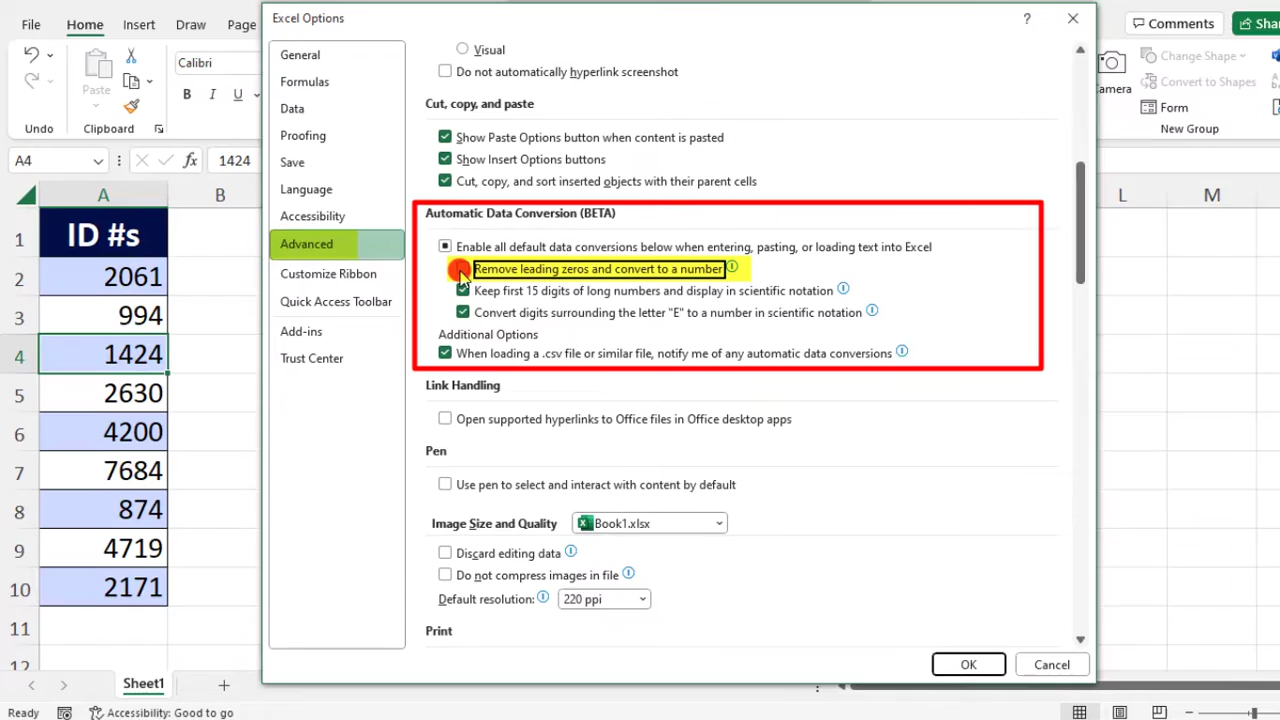 File Home Insert Draw Page
Excel Options
?
Comments
Undo
Paste
Clipboard
Calibri
B I U
Change Shape
Convert to Shapes
Form
New Group
A4
fx
1424
A B L M
1 ID #s
2061
3 994
4 1424
5 2630
6 4200
7 7684
8 874
9 4719
10 2171
11
12
General
Formulas
Data
Proofing
Save
Language
Accessibility
Advanced
Customize Ribbon
Quick Access Toolbar
Add-ins
Trust Center
Visual
Do not automatically hyperlink screenshot
Cut, copy, and paste
Show Paste Options button when content is pasted
Show Insert Options buttons
Cut, copy, and sort inserted objects with their parent cells
Automatic Data Conversion (BETA)
Enable all default data conversions below when entering, pasting, or loading text into Excel
Remove leading zeros and convert to a number
Keep first 15 digits of long numbers and display in scientific notation
Convert digits surrounding the letter "E" to a number in scientific notation
Additional Options
When loading a .csv file or similar file, notify me of any automatic data conversions
Link Handling
Open supported hyperlinks to Office files in Office desktop apps
Pen
Use pen to select and interact with content by default
Image Size and Quality Book1.xlsx
Discard editing data
Do not compress images in file
Default resolution: 220 ppi
Print
OK Cancel
Sheet1
Ready Accessibility: Good to go